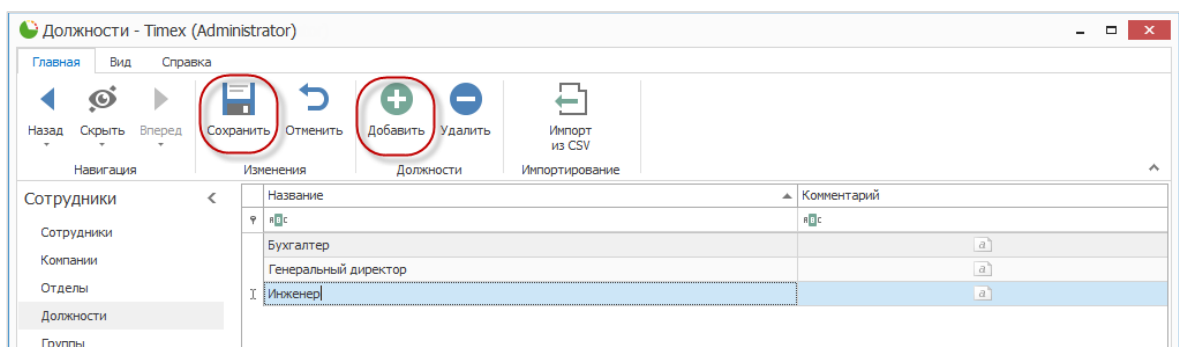 Должности - Timex (Administrator)
Главная Вид Справка
Назад Скрыть Вперед Сохранить Отменить Добавить Удалить Импорт из CSV
Навигация Изменения Должности Импортирование
Сотрудники
Название Комментарий
Сотрудники
Бухгалтер
Компании
Генеральный директор
Отделы
Инженер
Должности
Группы